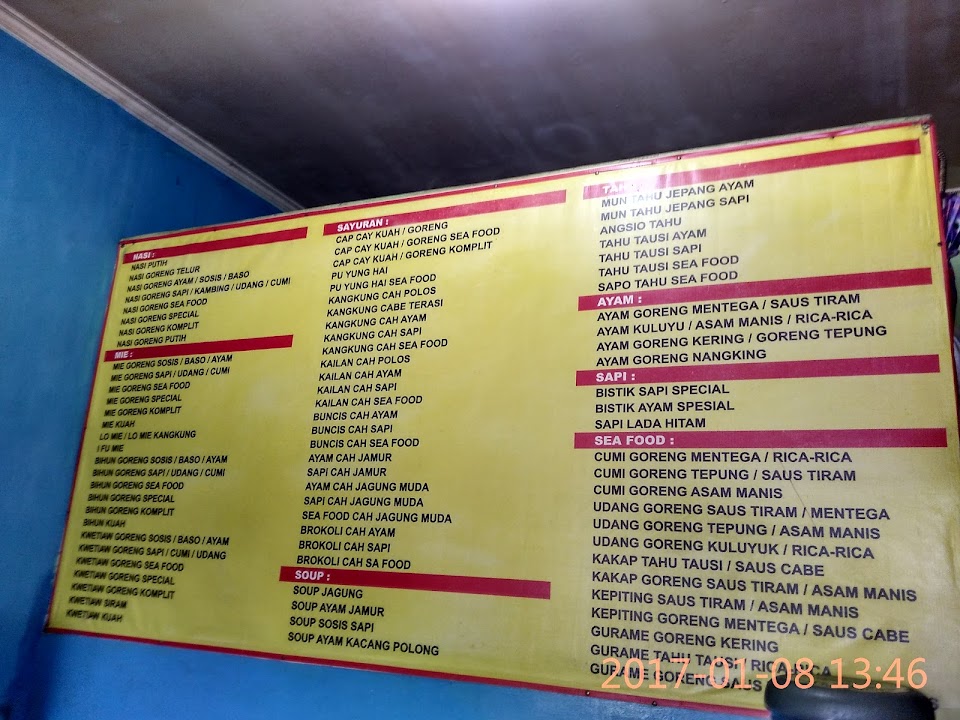 NASI :
NASI PUTIH
NASI GORENG TELUR
NASI GORENG AYAM / SOSIS / BASO
NASI GORENG SAPI / KAMBING / UDANG / CUMI
NASI GORENG SEA FOOD
NASI GORENG SPECIAL
NASI GORENG KOMPLIT
NASI GORENG PUTIH
MIE :
MIE GORENG SOSIS / BASO / AYAM
MIE GORENG SAPI / UDANG / CUMI
MIE GORENG SEA FOOD
MIE GORENG SPECIAL
MIE GORENG KOMPLIT
MIE KUAH
LO MIE / LO MIE KANGKUNG
I FU MIE
BIHUN GORENG SOSIS / BASO / AYAM
BIHUN GORENG SAPI / UDANG / CUMI
BIHUN GORENG SEA FOOD
BIHUN GORENG SPECIAL
BIHUN GORENG KOMPLIT
BIHUN KUAH
KWETIAW GORENG SOSIS / BASO / AYAM
KWETIAW GORENG SAPI / CUMI / UDANG
KWETIAW GORENG SEA FOOD
KWETIAW GORENG SPECIAL
KWETIAW GORENG KOMPLIT
KWETIAW SIRAM
KWETIAW KUAH
SAYURAN :
CAP CAY KUAH / GORENG
CAP CAY KUAH / GORENG SEA FOOD
CAP CAY KUAH / GORENG KOMPLIT
PU YUNG HAI
PU YUNG HAI SEA FOOD
KANGKUNG CAH POLOS
KANGKUNG CABE TERASI
KANGKUNG CAH AYAM
KANGKUNG CAH SAPI
KANGKUNG CAH SEA FOOD
KAILAN CAH POLOS
KAILAN CAH AYAM
KAILAN CAH SAPI
KAILAN CAH SEA FOOD
BUNCIS CAH AYAM
BUNCIS CAH SAPI
BUNCIS CAH SEA FOOD
AYAM CAH JAMUR
SAPI CAH JAMUR
AYAM CAH JAGUNG MUDA
SAPI CAH JAGUNG MUDA
SEA FOOD CAH JAGUNG MUDA
BROKOLI CAH AYAM
BROKOLI CAH SAPI
BROKOLI CAH SA FOOD
SOUP :
SOUP JAGUNG
SOUP AYAM JAMUR
SOUP SOSIS SAPI
SOUP AYAM KACANG POLONG
MUN TAHU JEPANG AYAM
MUN TAHU JEPANG SAPI
ANGSIO TAHU
TAHU TAUSI AYAM
TAHU TAUSI SAPI
TAHU TAUSI SEA FOOD
SAPO TAHU SEA FOOD
AYAM :
AYAM GORENG MENTEGA / SAUS TIRAM
AYAM KULUYU / ASAM MANIS / RICA-RICA
AYAM GORENG KERING / GORENG TEPUNG
AYAM GORENG NANGKING
SAPI :
BISTIK SAPI SPECIAL
BISTIK AYAM SPESIAL
SAPI LADA HITAM
SEA FOOD :
CUMI GORENG MENTEGA / RICA-RICA
CUMI GORENG TEPUNG / SAUS TIRAM
CUMI GORENG ASAM MANIS
UDANG GORENG SAUS TIRAM / MENTEGA
UDANG GORENG TEPUNG / ASAM MANIS
UDANG GORENG KULUYUK / RICA-RICA
KAKAP TAHU TAUSI / SAUS CABE
KAKAP GORENG SAUS TIRAM / ASAM MANIS
KEPITING SAUS TIRAM / ASAM MANIS
KEPITING GORENG MENTEGA / SAUS CABE
GURAME GORENG KERING
GURAME TAHU TAUSI / RICA-RICA
GURAME GORENG SAUS
2017-01-08 13:46